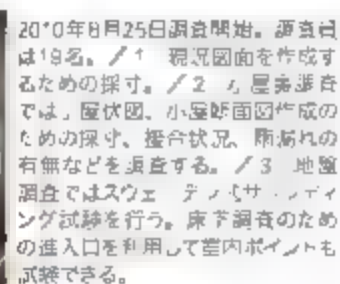 2010年8月25日調査開始。調査日
は19名。/1 現況図面を作成す
るための採寸。/2 小屋裏調査
では、屋伏図、小屋断面図作成の
ための採寸、接合状況、雨漏れの
有無などを調査する。/3 地盤
調査ではスウェーデン式サウンディ
ング試験を行う。床下調査のため
の進入口を利用して室内ポイントも
試験できる。